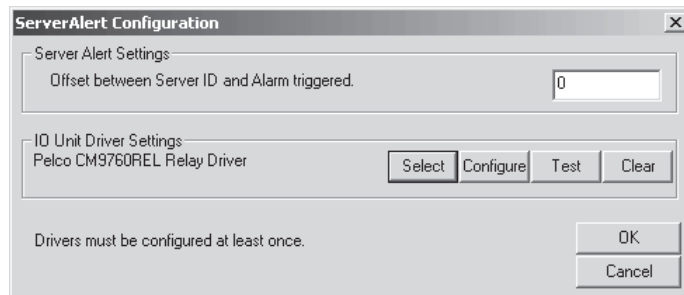 ServerAlert Configuration
Server Alert Settings
Offset between Server ID and Alarm triggered.
0
IO Unit Driver Settings
Pelco CM9760REL Relay Driver
Select Configure Test Clear
Drivers must be configured at least once.
OK
Cancel